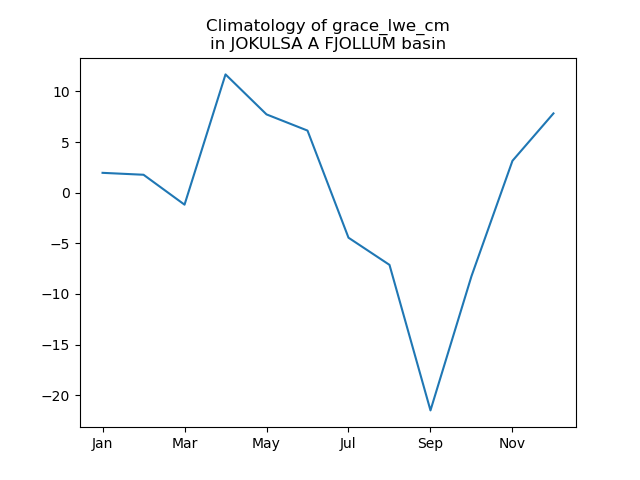 Climatology of grace_lwe_cm
in JOKULSA A FJOLLUM basin
10
5
0
−5
−10
−15
−20
Jan
Mar
May
Jul
Sep
Nov